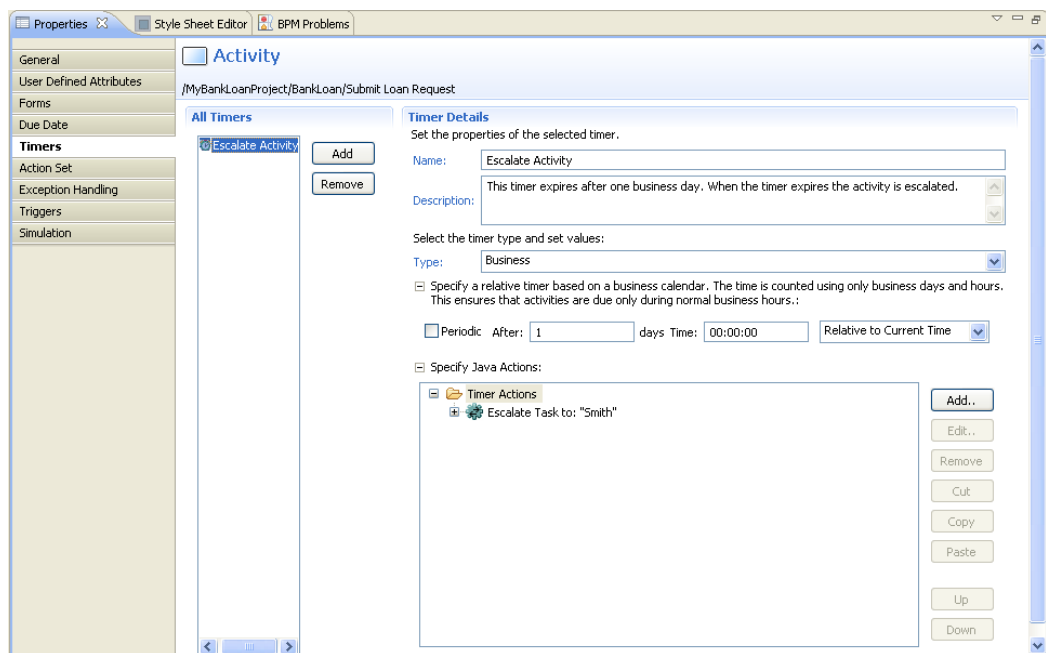 Properties
Style Sheet Editor
BPM Problems
General
User Defined Attributes
Forms
Due Date
Timers
Action Set
Exception Handling
Triggers
Simulation
Activity
/MyBankLoanProject/BankLoan/Submit Loan Request
All Timers
Escalate Activity
Add
Remove
Timer Details
Set the properties of the selected timer.
Name: Escalate Activity
Description: This timer expires after one business day. When the timer expires the activity is escalated.
Select the timer type and set values:
Type: Business
Specify a relative timer based on a business calendar. The time is counted using only business days and hours.
This ensures that activities are due only during normal business hours.:
Periodic After: 1 days Time: 00:00:00 Relative to Current Time
Specify Java Actions:
Timer Actions
Escalate Task to: "Smith"
Add..
Edit..
Remove
Cut
Copy
Paste
Up
Down